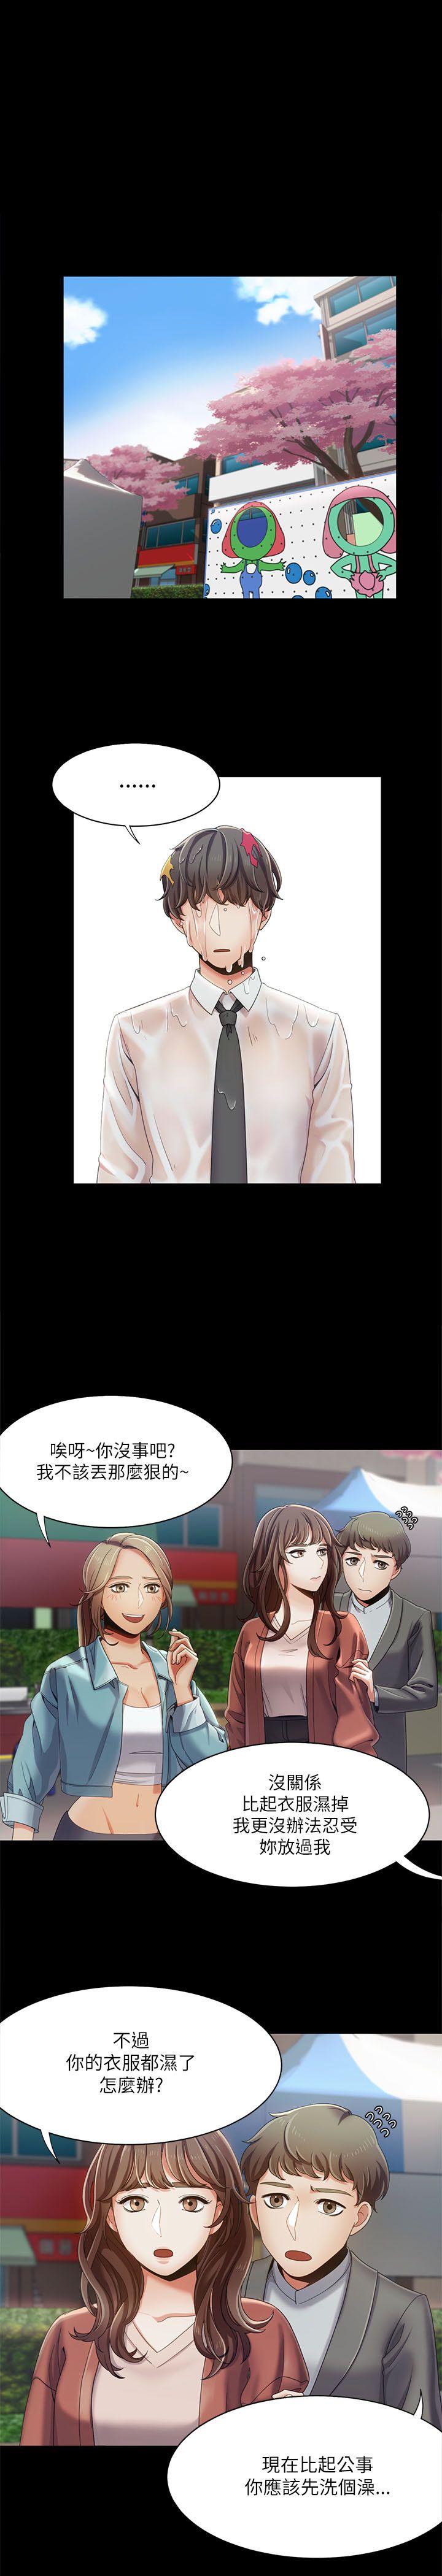 ......
唉呀~你沒事吧?
我不該丟那麼狠的~
沒關係
比起衣服濕掉
我更沒辦法忍受
妳放過我
不過
你的衣服都濕了
怎麼辦?
現在比起公事
你應該先洗個澡...